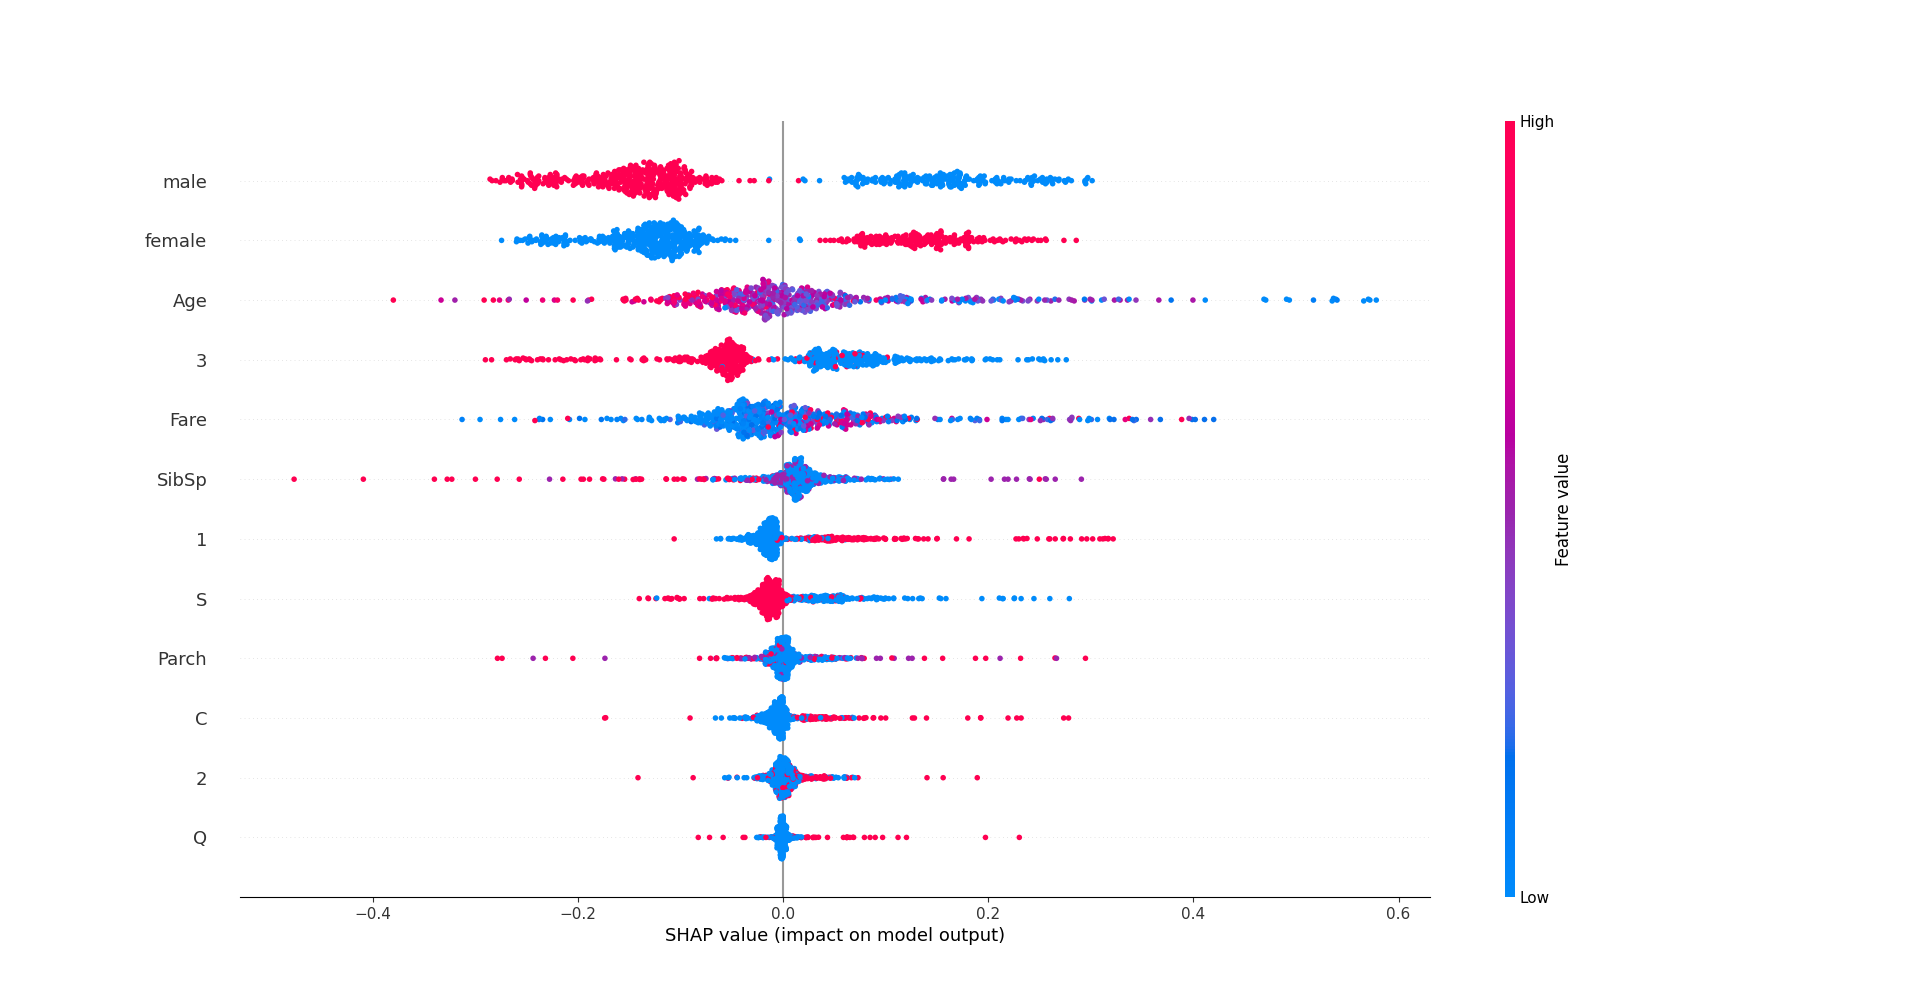 male
female
Age
3
Fare
SibSp
1
S
Parch
C
2
Q
−0.4 −0.2 0.0 0.2 0.4 0.6
SHAP value (impact on model output)
High
Feature value
Low